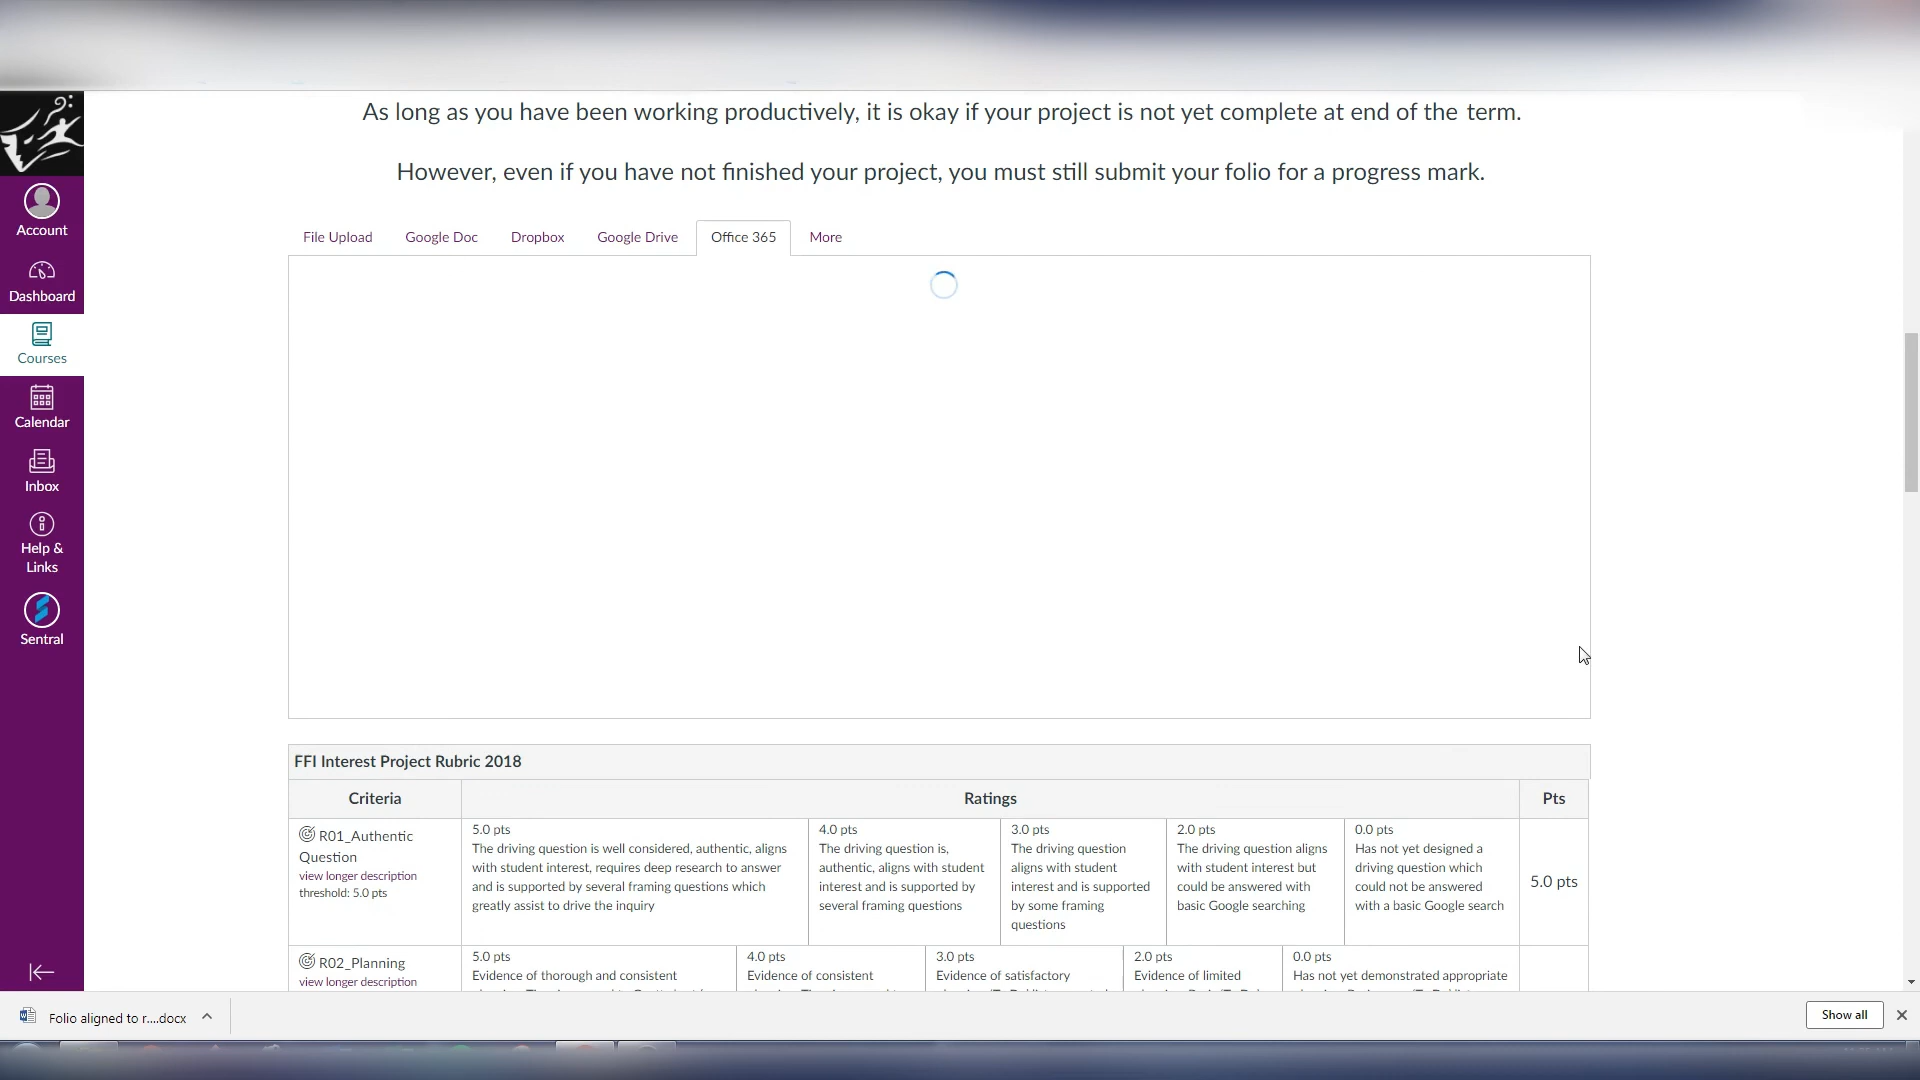 As long as you have been working productively, it is okay if your project is not yet complete at end of the term.
However, even if you have not finished your project, you must still submit your folio for a progress mark.
Account
Dashboard
Courses
Calendar
Inbox
Help &
Links
Sentral
File Upload
Google Doc
Dropbox
Google Drive
Office 365
More
FFI Interest Project Rubric 2018
Criteria
Ratings
Pts
R01_Authentic
Question
view longer description
threshold: 5.0 pts
5.0 pts
The driving question is well considered, authentic, aligns
with student interest, requires deep research to answer
and is supported by several framing questions which
greatly assist to drive the inquiry
4.0 pts
The driving question is,
authentic, aligns with student
interest and is supported by
several framing questions
3.0 pts
The driving question
aligns with student
interest and is supported
by some framing
questions
2.0 pts
The driving question aligns
with student interest but
could be answered with
basic Google searching
0.0 pts
Has not yet designed a
driving question which
could not be answered
with a basic Google search
5.0 pts
R02_Planning
view longer description
5.0 pts
Evidence of thorough and consistent
4.0 pts
Evidence of consistent
3.0 pts
Evidence of satisfactory
2.0 pts
Evidence of limited
0.0 pts
Has not yet demonstrated appropriate
Folio aligned to r....docx
Show all